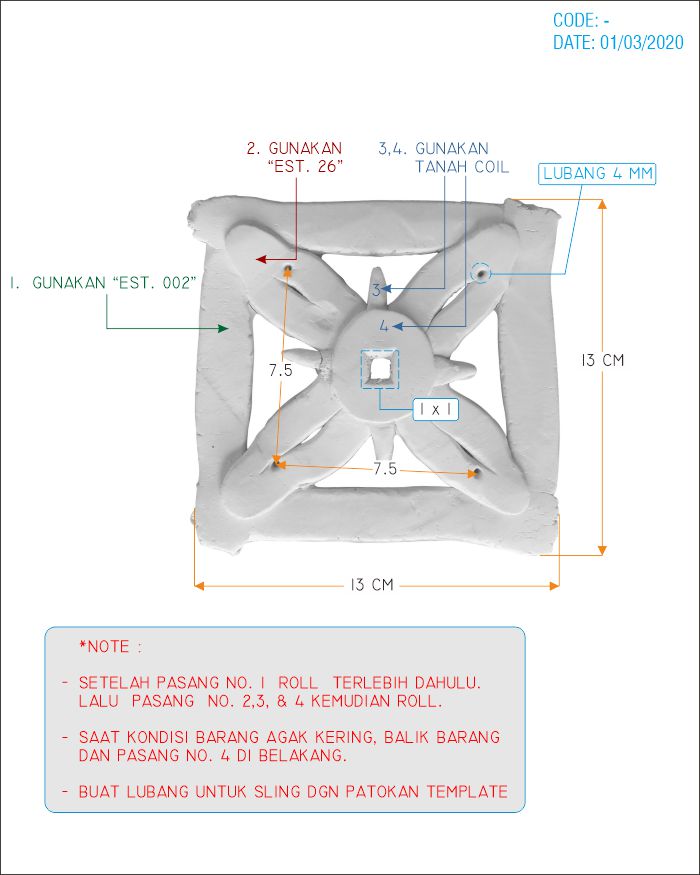 CODE: -
DATE: 01/03/2020
2. GUNAKAN
“EST. 26”
3,4. GUNAKAN
TANAH COIL
LUBANG 4 MM
1. GUNAKAN “EST. 002”
3
4
7.5
13 CM
1 x 1
7.5
13 CM
*NOTE :
- SETELAH PASANG NO. 1 ROLL TERLEBIH DAHULU.
LALU PASANG NO. 2,3, & 4 KEMUDIAN ROLL.
- SAAT KONDISI BARANG AGAK KERING, BALIK BARANG
DAN PASANG NO. 4 DI BELAKANG.
- BUAT LUBANG UNTUK SLING DGN PATOKAN TEMPLATE